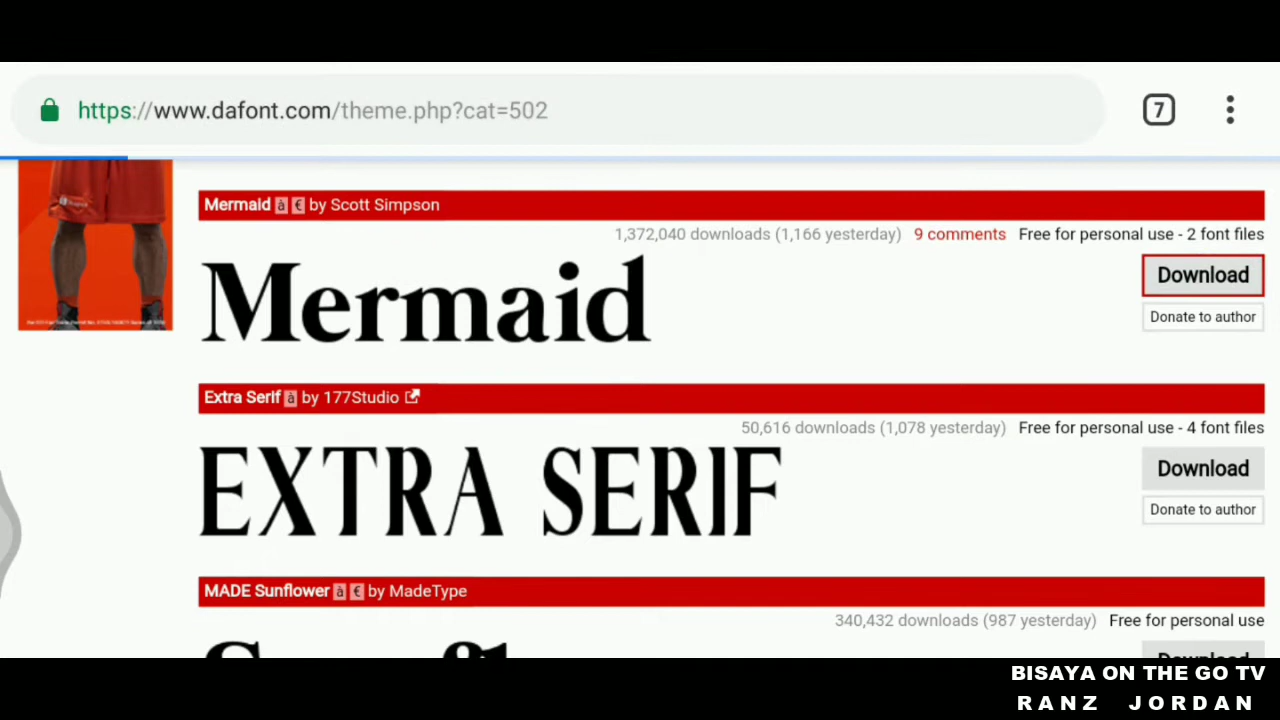 https://www.dafont.com/theme.php?cat=502
7
Mermaid à € by Scott Simpson
1,372,040 downloads (1,166 yesterday) 9 comments Free for personal use - 2 font files
Mermaid
Download
Donate to author
Extra Serif à by 177Studio
50,616 downloads (1,078 yesterday) Free for personal use - 4 font files
EXTRA SERIF
Download
Donate to author
MADE Sunflower à € by MadeType
340,432 downloads (987 yesterday) Free for personal use
Download
BISAYA ON THE GO TV
RANZ JORDAN